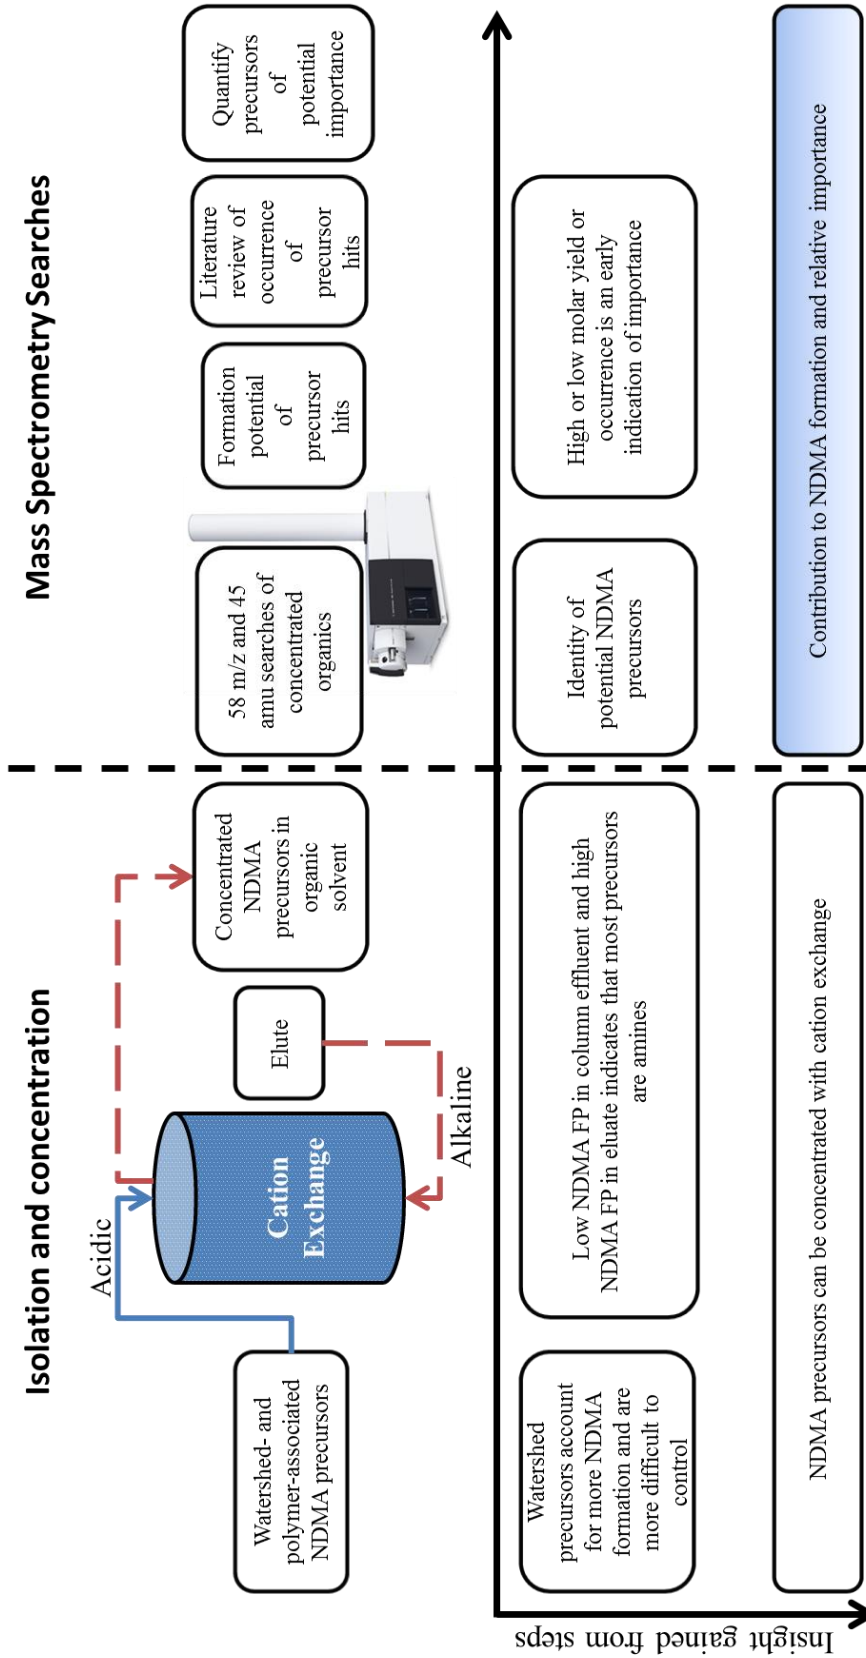 Isolation and concentration
Mass Spectrometry Searches
Watershed- and
polymer-associated
NDMA precursors
Acidic
Cation
Exchange
Alkaline
Elute
Concentrated
NDMA
precursors in
organic
solvent
58 m/z and 45
amu searches of
concentrated
organics
Formation
potential
of
precursor
hits
Literature
review of
occurrence
of
precursor
hits
Quantify
precursors
of
potential
importance
Insight gained from steps
Watershed
precursors account
for more NDMA
formation and are
more difficult to
control
Low NDMA FP in column effluent and high
NDMA FP in eluate indicates that most precursors
are amines
Identity of
potential NDMA
precursors
High or low molar yield or
occurrence is an early
indication of importance
NDMA precursors can be concentrated with cation exchange
Contribution to NDMA formation and relative importance